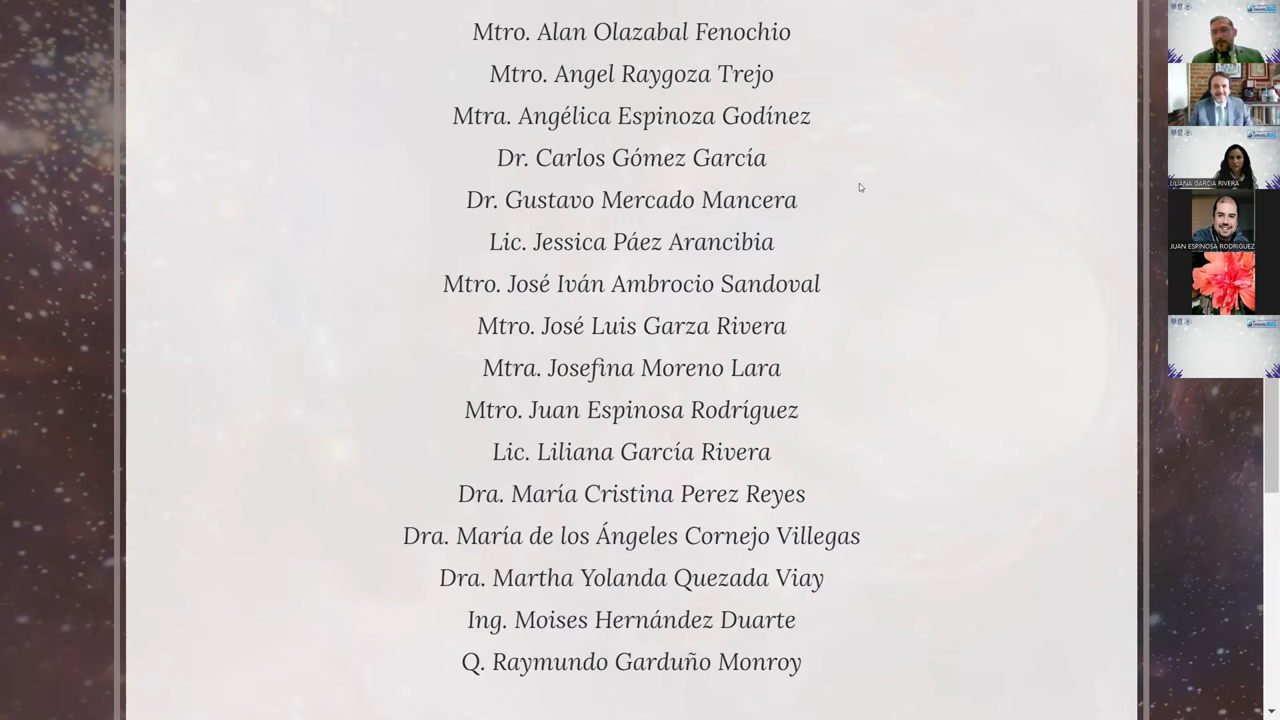 Mtro. Alan Olazabal Fenochio
Mtro. Angel Raygoza Trejo
Mtra. Angélica Espinoza Godínez
Dr. Carlos Gómez García
Dr. Gustavo Mercado Mancera
Lic. Jessica Páez Arancibia
Mtro. José Iván Ambrocio Sandoval
Mtro. José Luis Garza Rivera
Mtra. Josefina Moreno Lara
Mtro. Juan Espinosa Rodríguez
Lic. Liliana García Rivera
Dra. María Cristina Perez Reyes
Dra. María de los Ángeles Cornejo Villegas
Dra. Martha Yolanda Quezada Viay
Ing. Moises Hernández Duarte
Q. Raymundo Garduño Monroy
LILIANA GARCIA RIVERA
JUAN ESPINOSA RODRIGUEZ